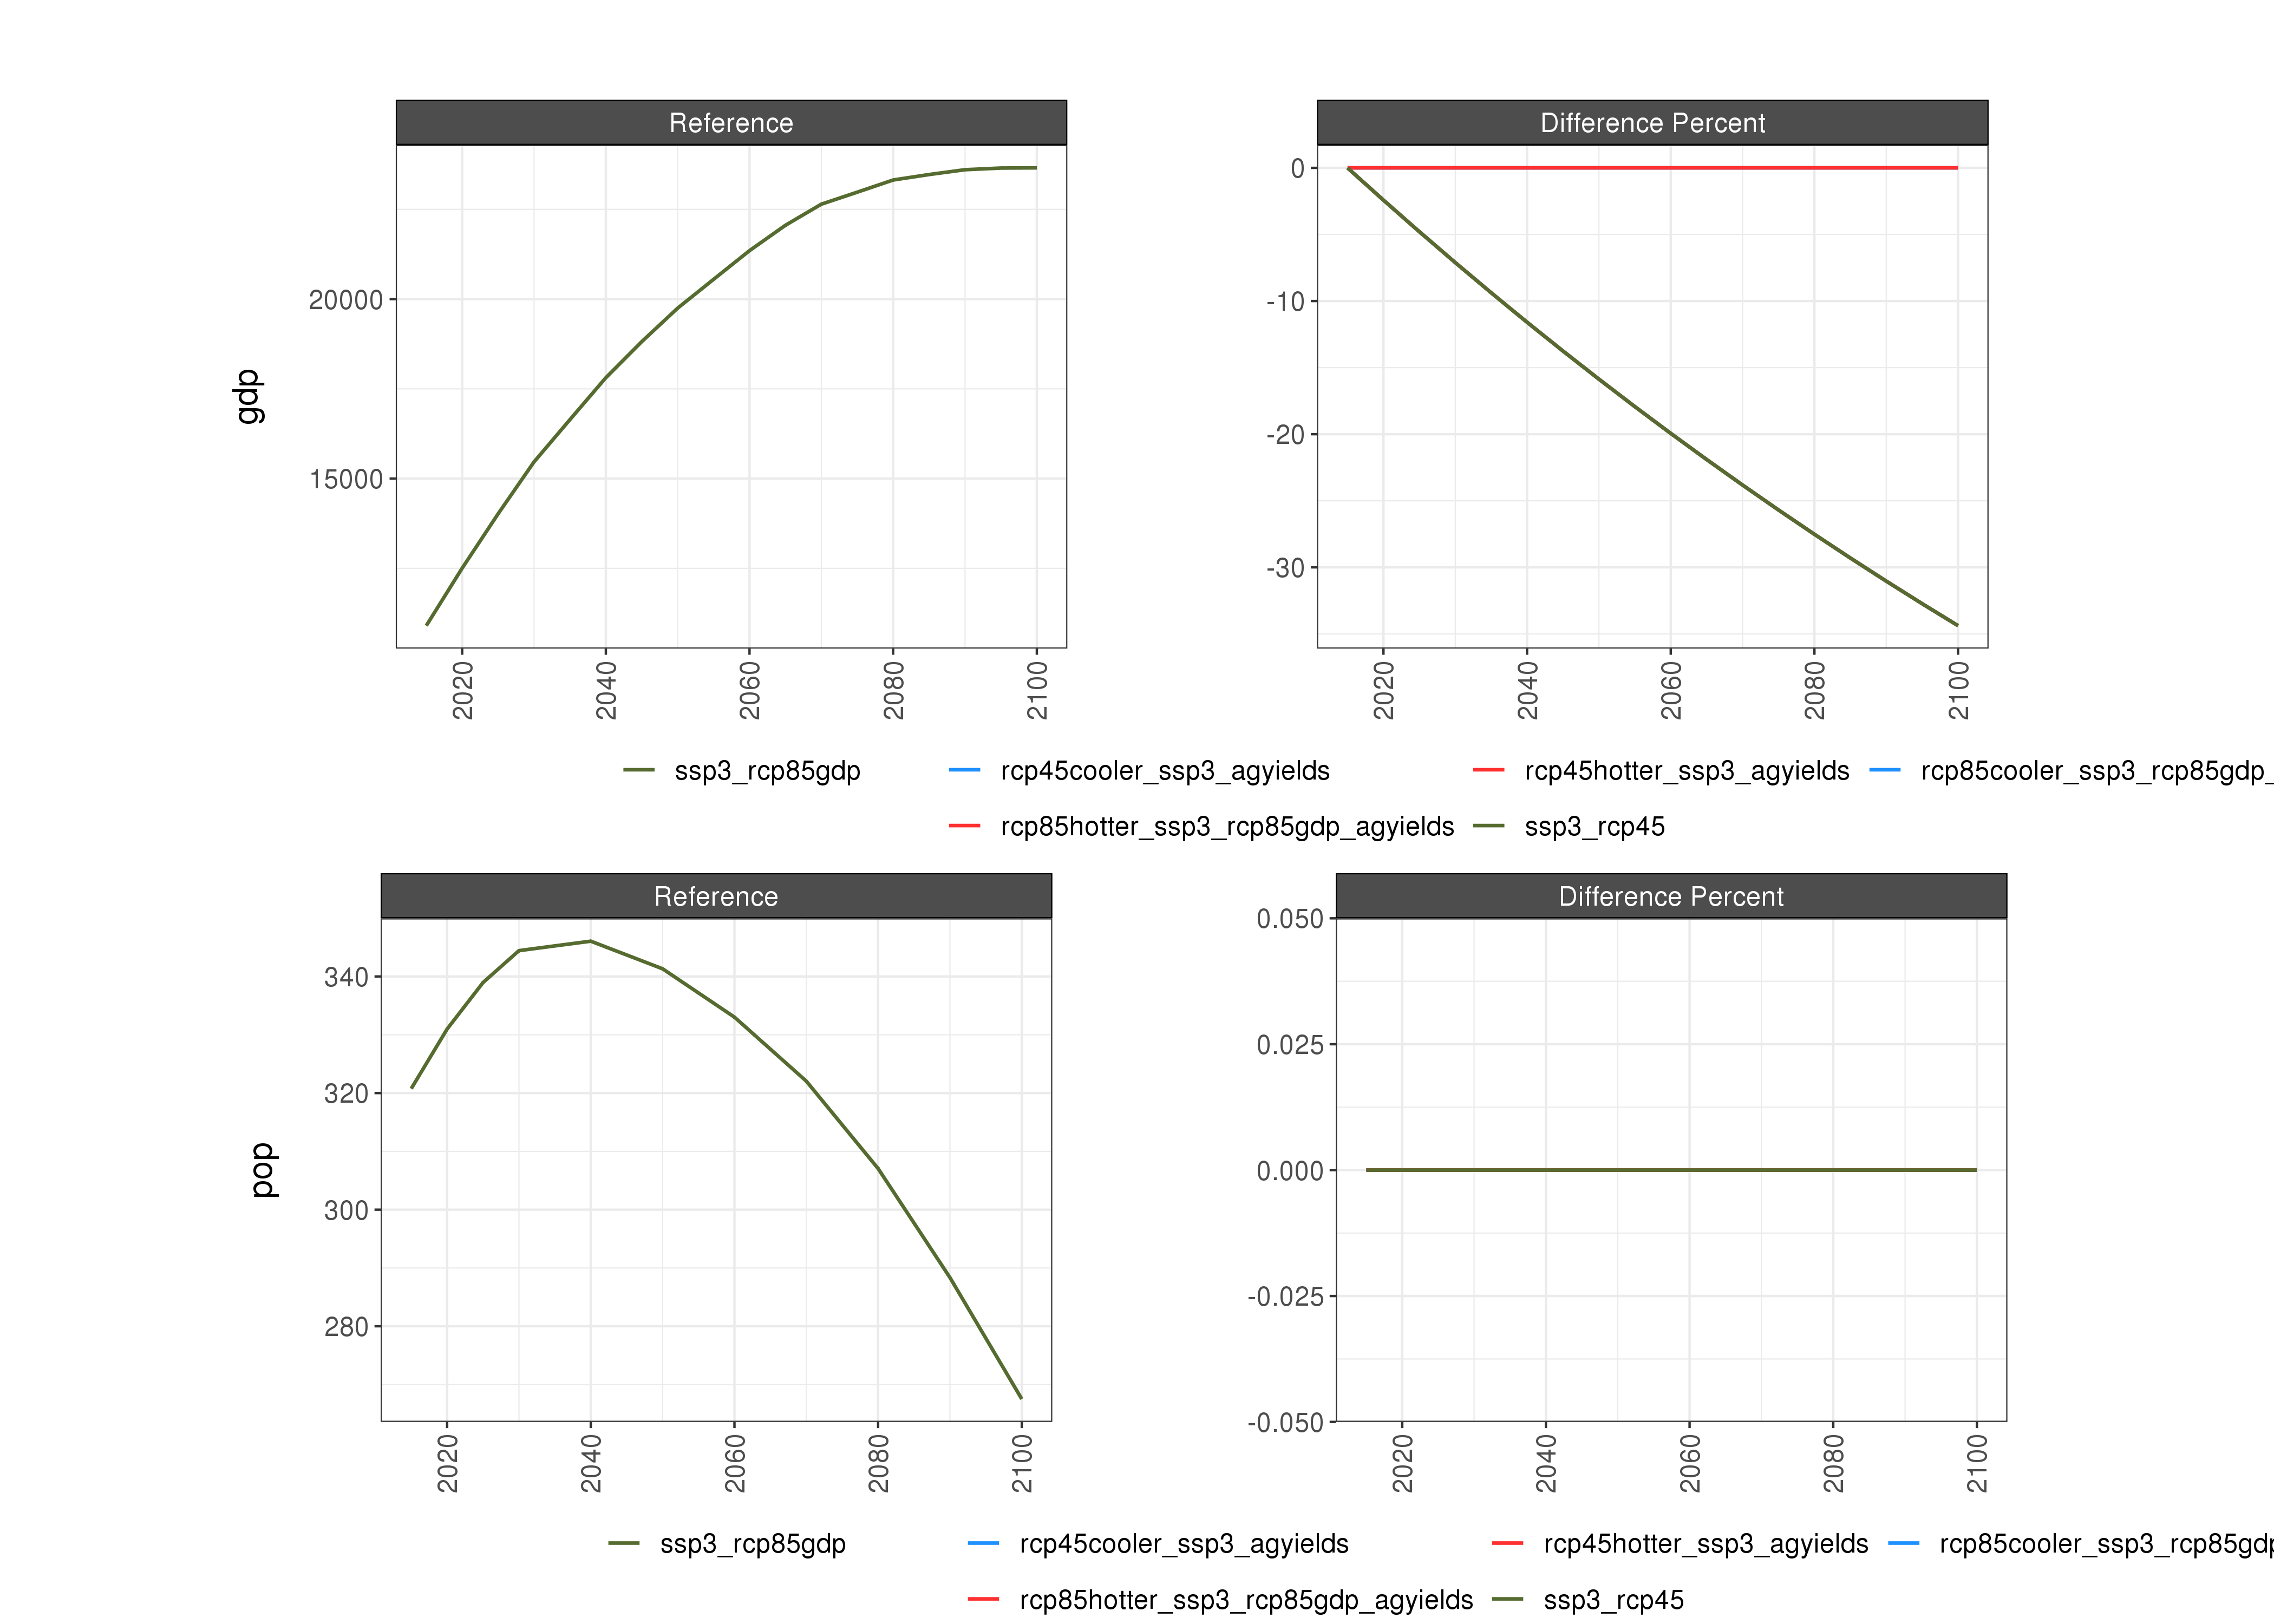 Reference
Difference Percent
gdp
20000
15000
0
-10
-20
-30
2020 2040 2060 2080 2100
2020 2040 2060 2080 2100
ssp3_rcp85gdp
rcp45cooler_ssp3_agyields
rcp45hotter_ssp3_agyields
rcp85cooler_ssp3_rcp85gdp_
rcp85hotter_ssp3_rcp85gdp_agyields
ssp3_rcp45
Reference
Difference Percent
pop
340
320
300
280
0.050
0.025
0.000
-0.025
-0.050
2020 2040 2060 2080 2100
2020 2040 2060 2080 2100
ssp3_rcp85gdp
rcp45cooler_ssp3_agyields
rcp45hotter_ssp3_agyields
rcp85cooler_ssp3_rcp85gdp
rcp85hotter_ssp3_rcp85gdp_agyields
ssp3_rcp45